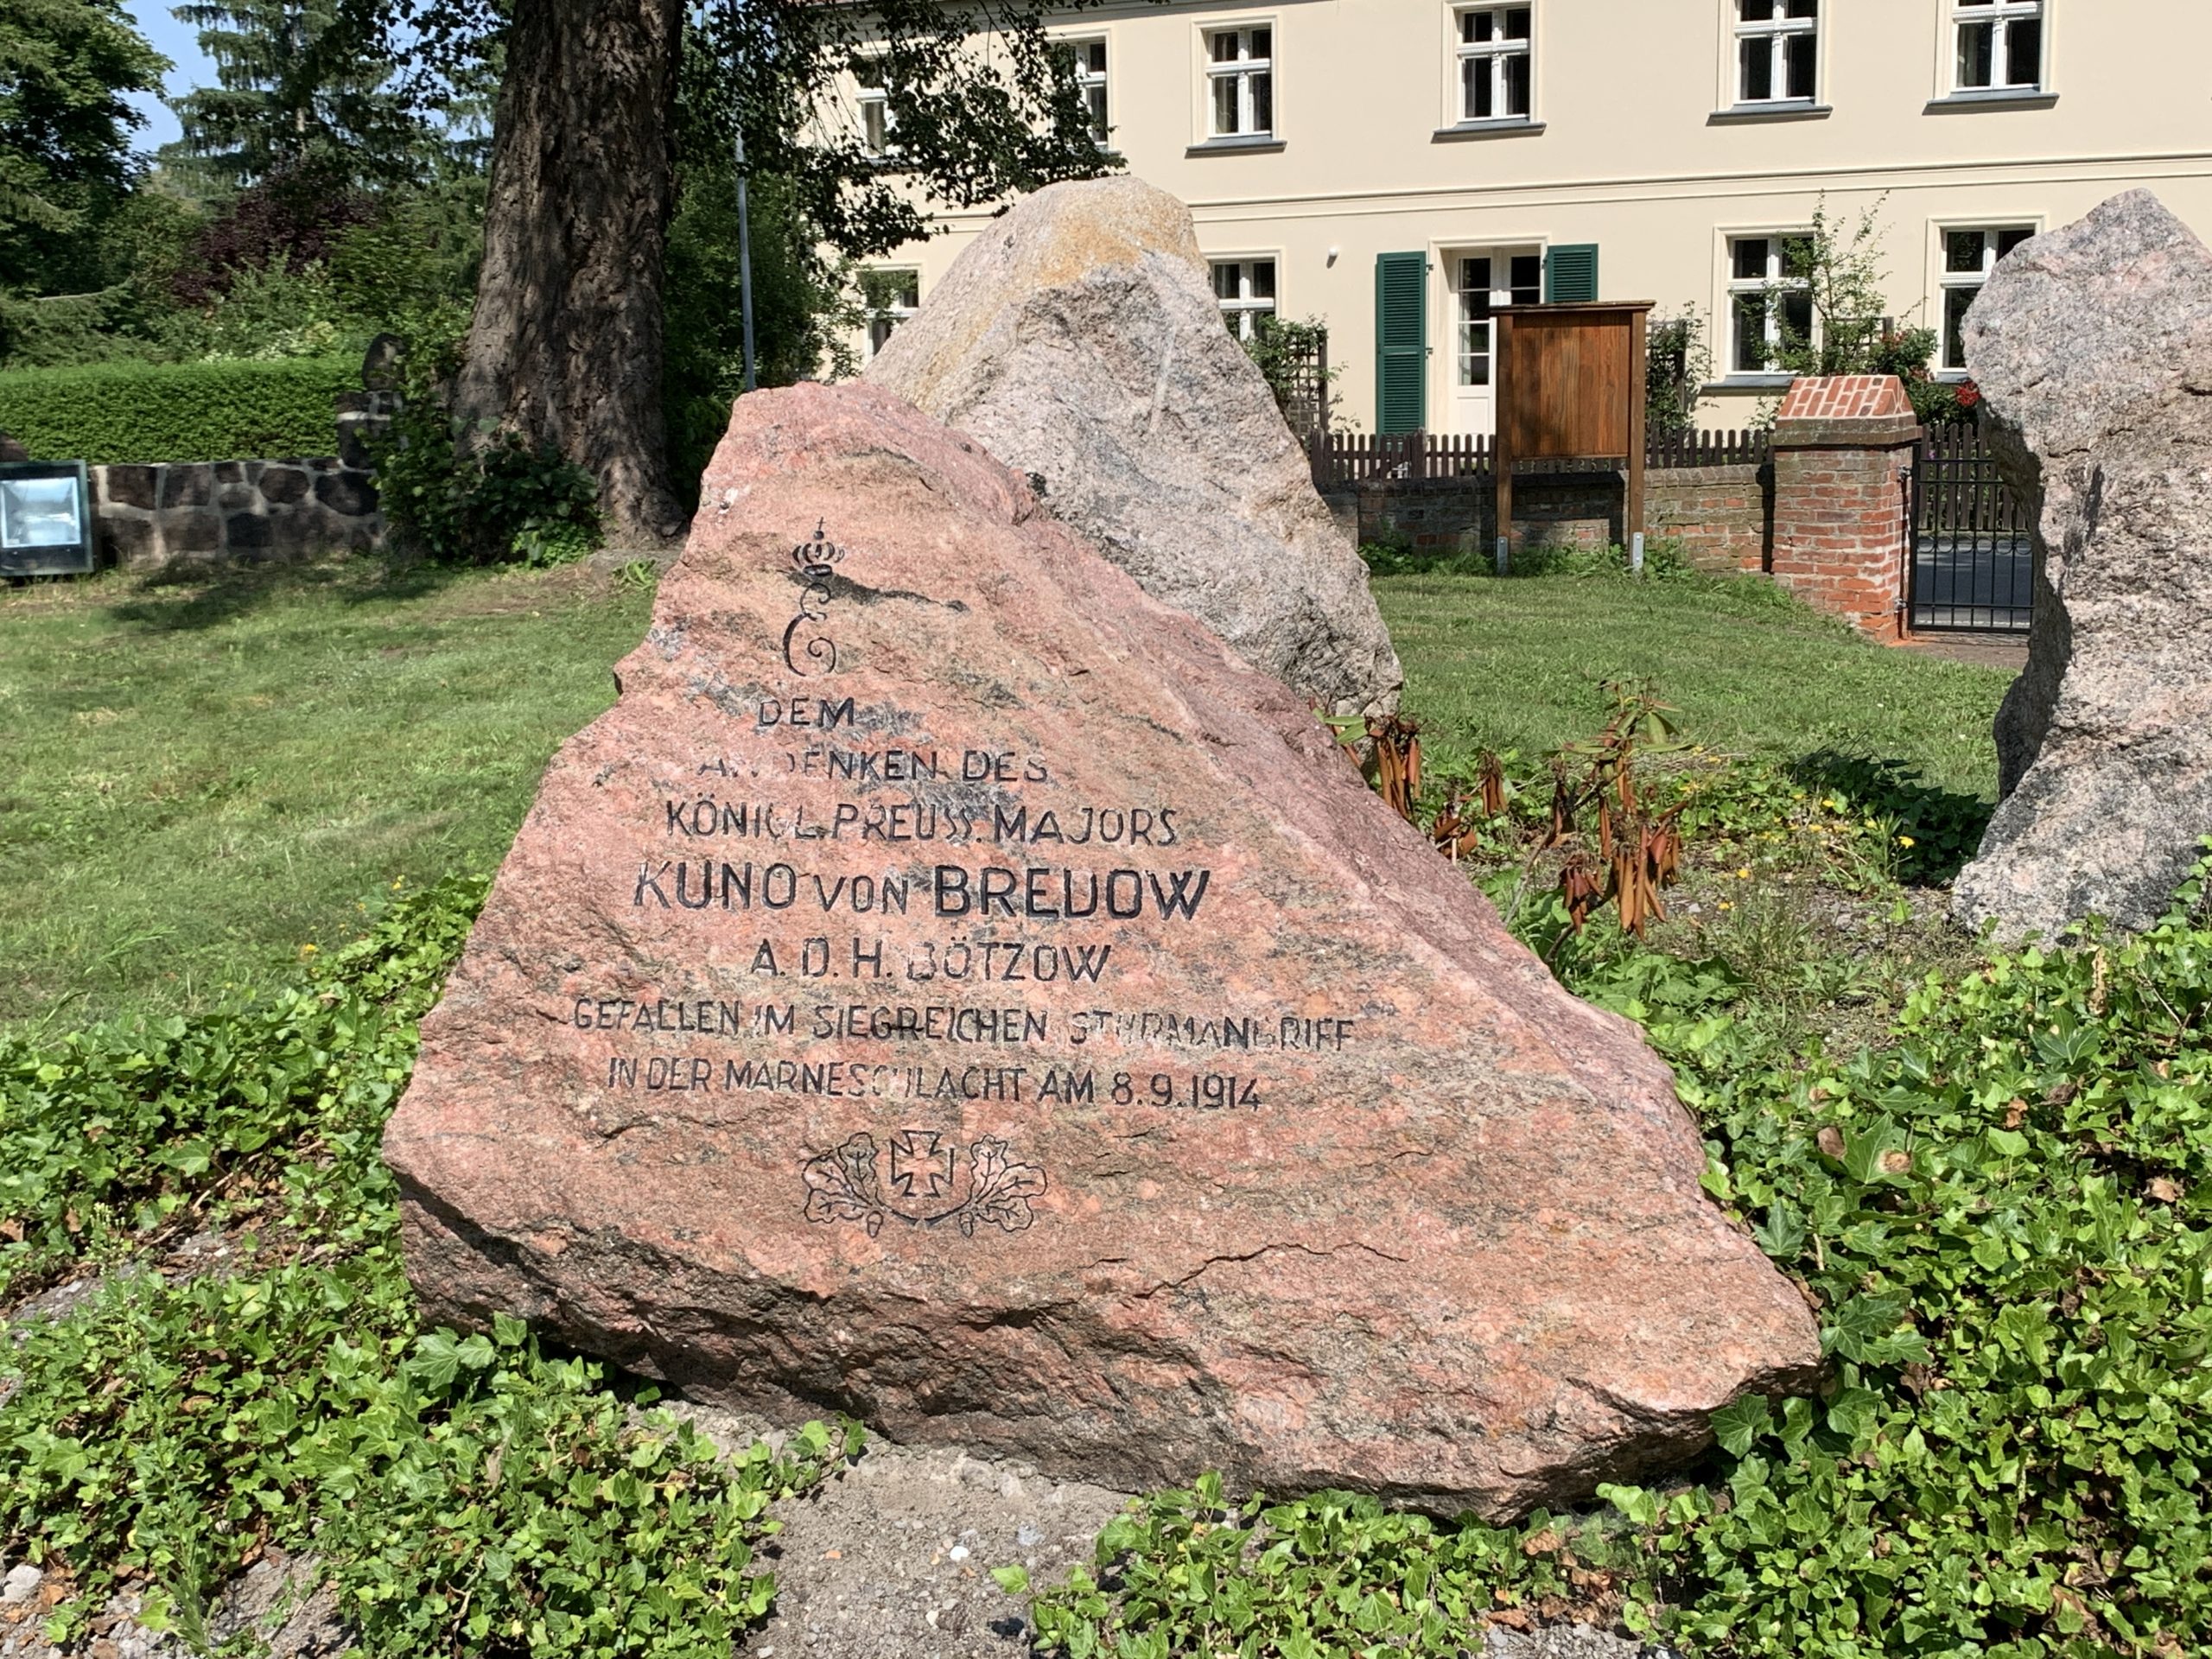 DEM
ANDENKEN DES
KÖNIGL. PREUSS. MAJORS
KUNO VON BREDOW
A. D. H. BÖTZOW
GEFALLEN IM SIEGREICHEN STURMANGRIFF
IN DER MARNESCHLACHT AM 8.9.1914